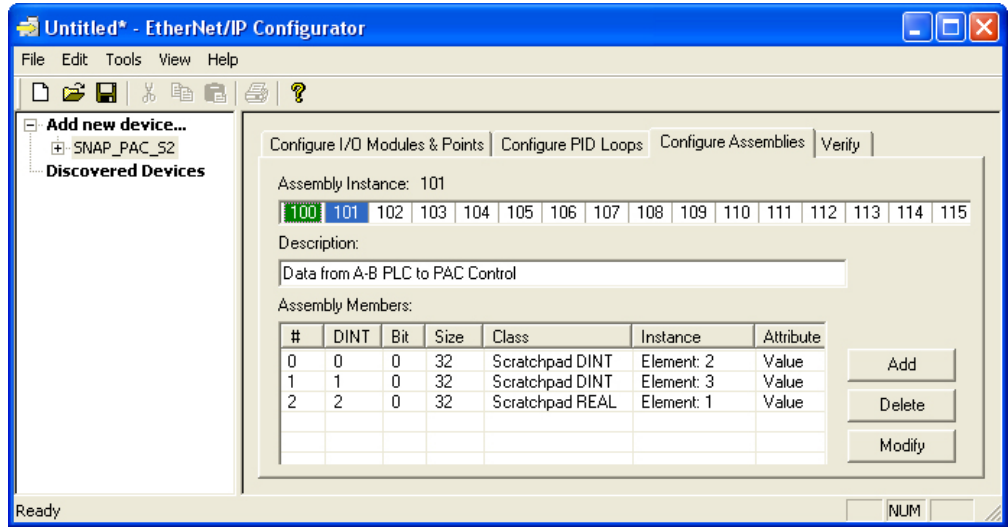 Untitled* - EtherNet/IP Configurator
File Edit Tools View Help
Add new device...
SNAP_PAC_S2
Discovered Devices
Configure I/O Modules & Points Configure PID Loops Configure Assemblies Verify
Assembly Instance: 101
100 101 102 103 104 105 106 107 108 109 110 111 112 113 114 115
Description:
Data from A-B PLC to PAC Control
Assembly Members:
# DINT Bit Size Class Instance Attribute
0 0 0 32 Scratchpad DINT Element: 2 Value
1 1 0 32 Scratchpad DINT Element: 3 Value
2 2 0 32 Scratchpad REAL Element: 1 Value
Add
Delete
Modify
Ready NUM